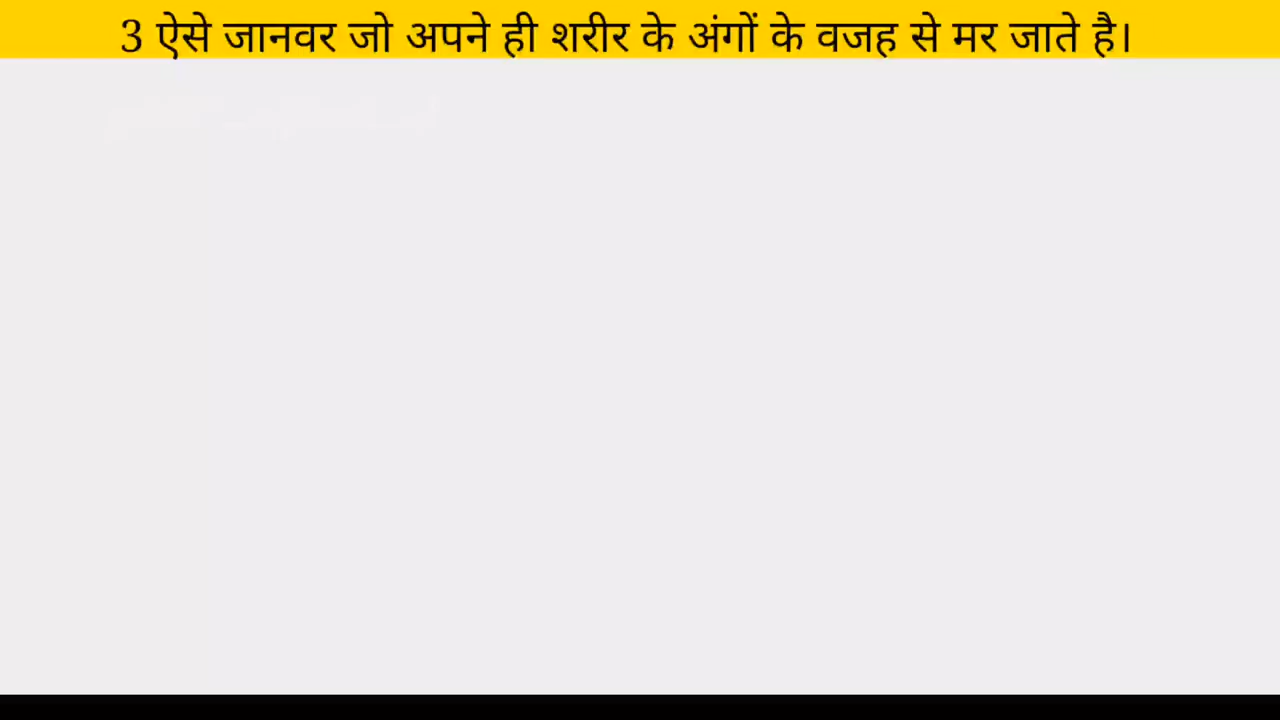 3 ऐसे जानवर जो अपने ही शरीर के अंगों के वजह से मर जाते है।